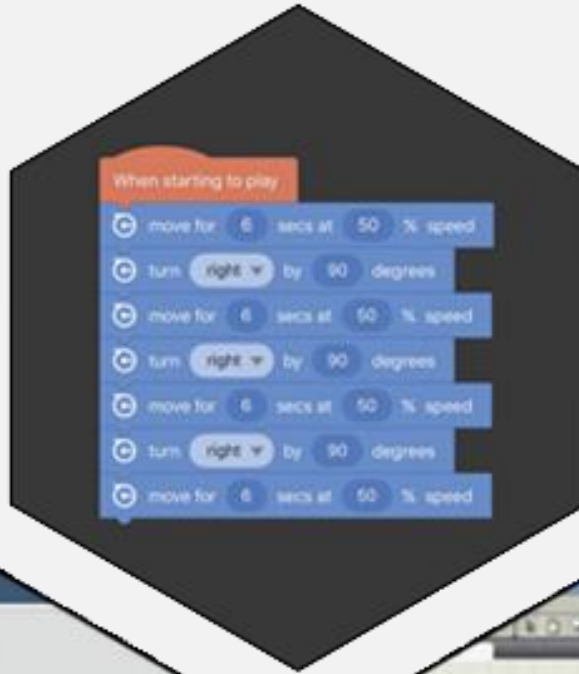 When starting to play
move for 6 secs at 50 % speed
turn right by 90 degrees
move for 6 secs at 50 % speed
turn right by 90 degrees
move for 6 secs at 50 % speed
turn right by 90 degrees
move for 6 secs at 50 % speed